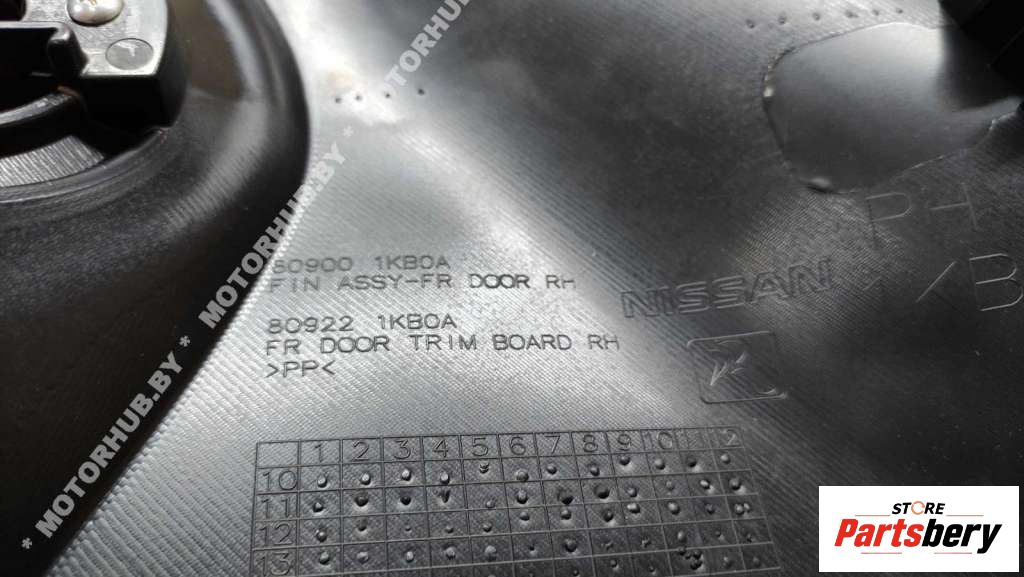 * MOTORHUB.BY * MOTORHUB.BY *
MOTORHUB.BY * MOTORHUB
80900 1KB0A
FIN ASSY-FR DOOR RH
80922 1KB0A
FR DOOR TRIM BOARD RH
>PP<
NISSAN
1 2 3 4 5 6 7 8 9 10 11 12
10
11
12
13
STORE
Partsbery